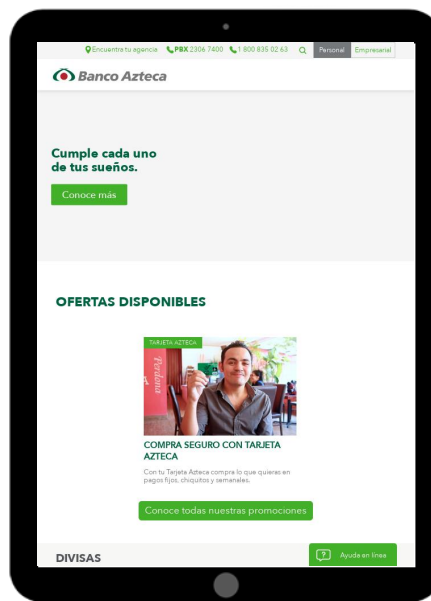 Encuentra tu agencia PBX 2306 7400 1 800 835 02 63 Personal Empresarial
Banco Azteca
Cumple cada uno
de tus sueños.
Conoce más
OFERTAS DISPONIBLES
TARJETA AZTECA
Perdona
COMPRA SEGURO CON TARJETA
AZTECA
Con tu Tarjeta Azteca compra lo que quieras en
pagos fijos, chiquitos y semanales.
Conoce todas nuestras promociones
DIVISAS
? Ayuda en línea